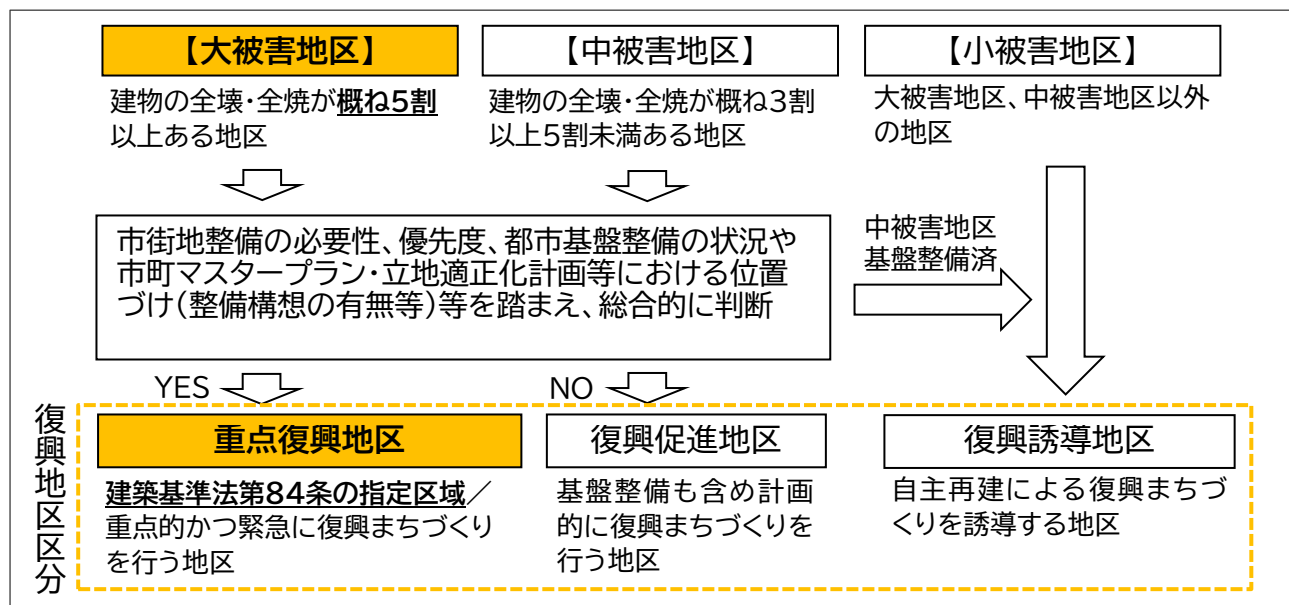 【大被害地区】
建物の全壊・全焼が概ね5割
以上ある地区
【中被害地区】
建物の全壊・全焼が概ね3割
以上5割未満ある地区
【小被害地区】
大被害地区、中被害地区以外
の地区
市街地整備の必要性、優先度、都市基盤整備の状況や
市町マスタープラン・立地適正化計画等における位置
づけ(整備構想の有無等)等を踏まえ、総合的に判断
中被害地区
基盤整備済
YES
NO
復興地区区分
重点復興地区
建築基準法第84条の指定区域／
重点的かつ緊急に復興まちづくり
を行う地区
復興促進地区
基盤整備も含め計画
的に復興まちづくりを
行う地区
復興誘導地区
自主再建による復興まちづ
くりを誘導する地区